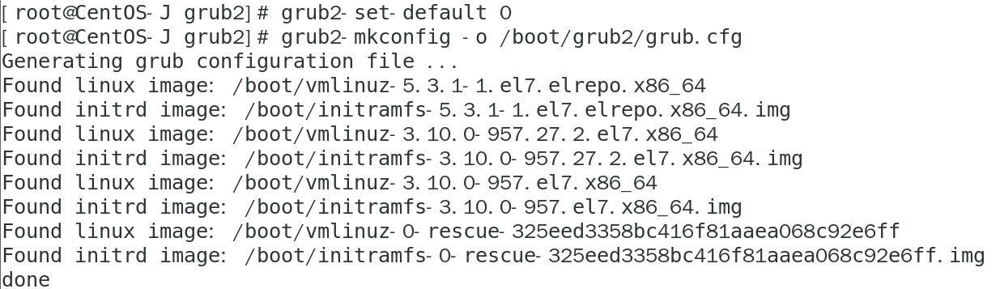 [root@CentOS-J grub2]# grub2-set-default 0
[root@CentOS-J grub2]# grub2-mkconfig -o /boot/grub2/grub.cfg
Generating grub configuration file ...
Found linux image: /boot/vmlinuz-5.3.1-1.el7.elrepo.x86_64
Found initrd image: /boot/initramfs-5.3.1-1.el7.elrepo.x86_64.img
Found linux image: /boot/vmlinuz-3.10.0-957.27.2.el7.x86_64
Found initrd image: /boot/initramfs-3.10.0-957.27.2.el7.x86_64.img
Found linux image: /boot/vmlinuz-3.10.0-957.el7.x86_64
Found initrd image: /boot/initramfs-3.10.0-957.el7.x86_64.img
Found linux image: /boot/vmlinuz-0-rescue-325eed3358bc416f81aaea068c92e6ff
Found initrd image: /boot/initramfs-0-rescue-325eed3358bc416f81aaea068c92e6ff.img
done